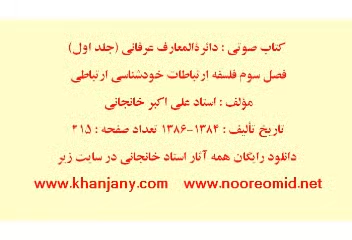 کتاب صوتی : دائرةالمعارف عرفانی (جلد اول)
فصل سوم فلسفه ارتباطات خودشناسی ارتباطی
مؤلف : استاد علی اکبر خانجانی
تاریخ تألیف : ۱۳۸۴-۱۳۸۶ تعداد صفحه : ۲۱۵
دانلود رایگان همه آثار استاد خانجانی در سایت زیر
www.khanjany.com www.nooreomid.net